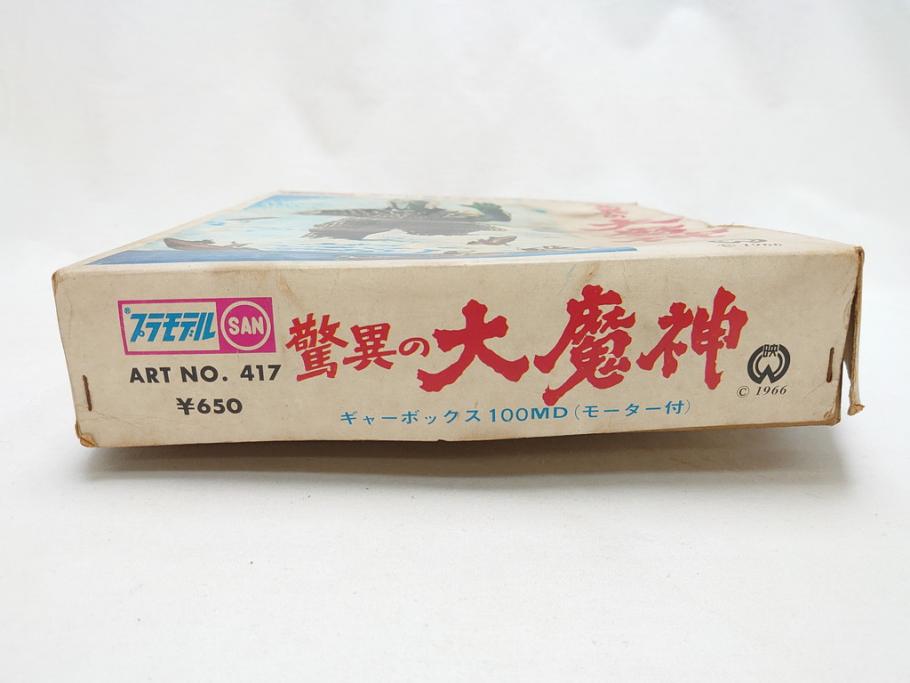 ® プラモデル SAN
ART NO. 417
¥650
驚異の大魔神
ギャーボックス100MD(モーター付)
© 1966
© 1966